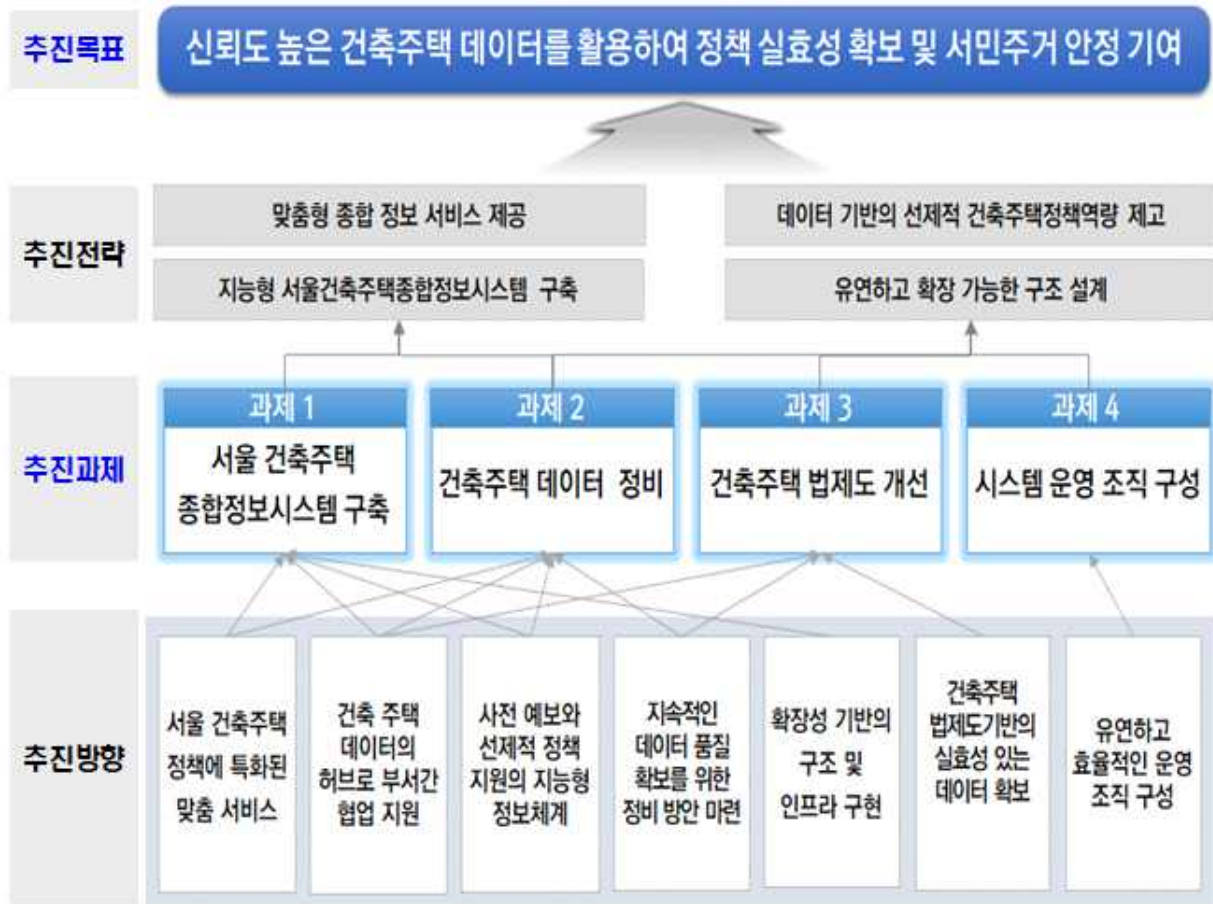 추진목표
신뢰도 높은 건축주택 데이터를 활용하여 정책 실효성 확보 및 서민주거 안정 기여
추진전략
맞춤형 종합 정보 서비스 제공
데이터 기반의 선제적 건축주택정책역량 제고
지능형 서울건축주택종합정보시스템 구축
유연하고 확장 가능한 구조 설계
추진과제
과제 1
서울 건축주택
종합정보시스템 구축
과제 2
건축주택 데이터 정비
과제 3
건축주택 법제도 개선
과제 4
시스템 운영 조직 구성
추진방향
서울 건축주택
정책에 특화된
맞춤 서비스
건축 주택
데이터의
허브로 부서간
협업 지원
사전 예보와
선제적 정책
지원의 지능형
정보체계
지속적인
데이터 품질
확보를 위한
정비 방안 마련
확장성 기반의
구조 및
인프라 구현
건축주택
법제도기반의
실효성 있는
데이터 확보
유연하고
효율적인 운영
조직 구성